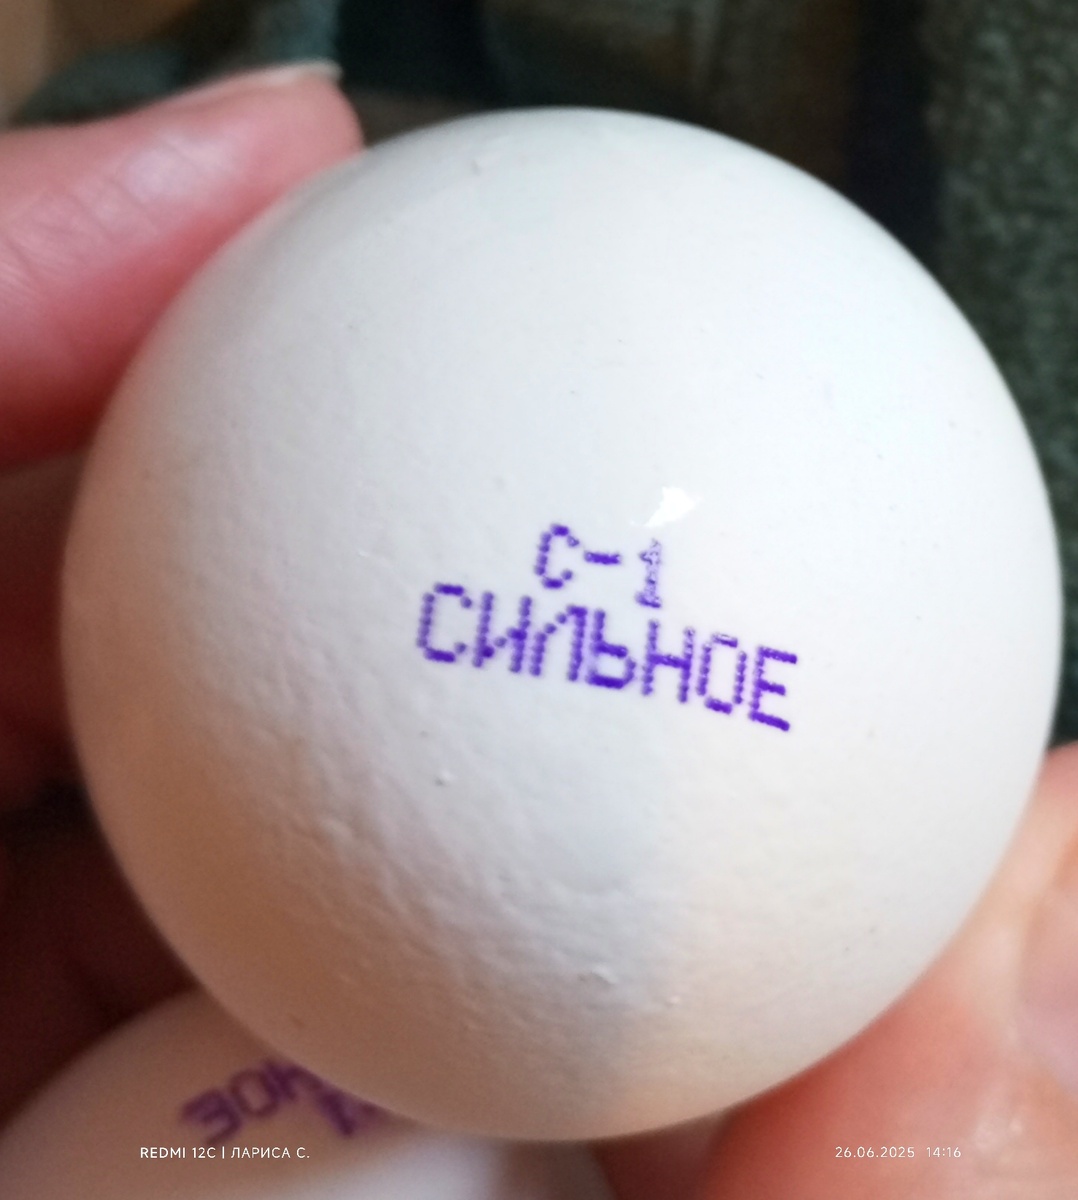 С-1
СИЛЬНОЕ
REDMI 12C | ЛАРИСА С.
26.06.2025 14:16